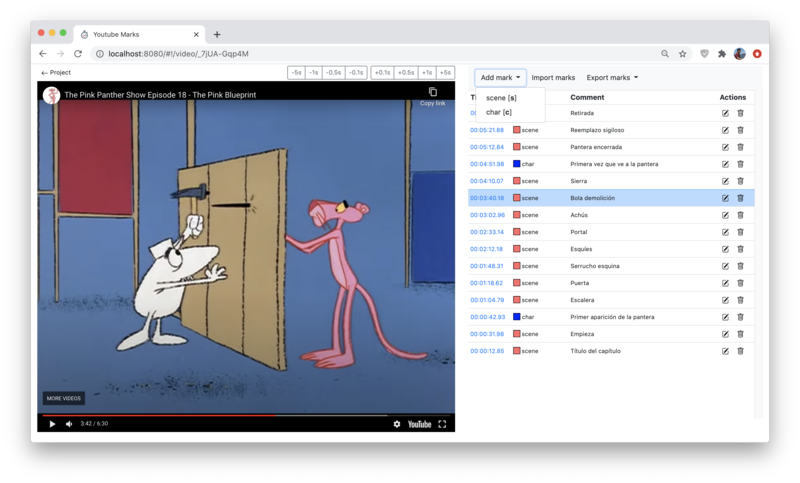 Youtube Marks
localhost:8080/#!/video/_7jUA-Gqp4M
← Project
-5s -1s -0.5s -0.1s +0.1s +0.5s +1s +5s
Add mark Import marks Export marks
The Pink Panther Show Episode 18 - The Pink Blueprint
Copy link
scene [s]
char [c]
Comment Actions
Retirada
00:05:21.88 scene Reemplazo sigiloso
00:05:12.64 scene Pantera encerrada
00:04:51.98 char Primera vez que ve a la pantera
00:04:10.07 scene Sierra
00:03:40.18 scene Bola demolición
00:03:02.96 scene Achús
00:02:33.14 scene Portal
00:02:12.18 scene Esquíes
00:01:48.31 scene Serrucho esquina
00:01:18.62 scene Puerta
00:01:04.79 scene Escalera
00:00:42.93 char Primer aparición de la pantera
00:00:31.98 scene Empieza
00:00:12.85 scene Título del capítulo
MORE VIDEOS
3:42 / 6:30
YouTube